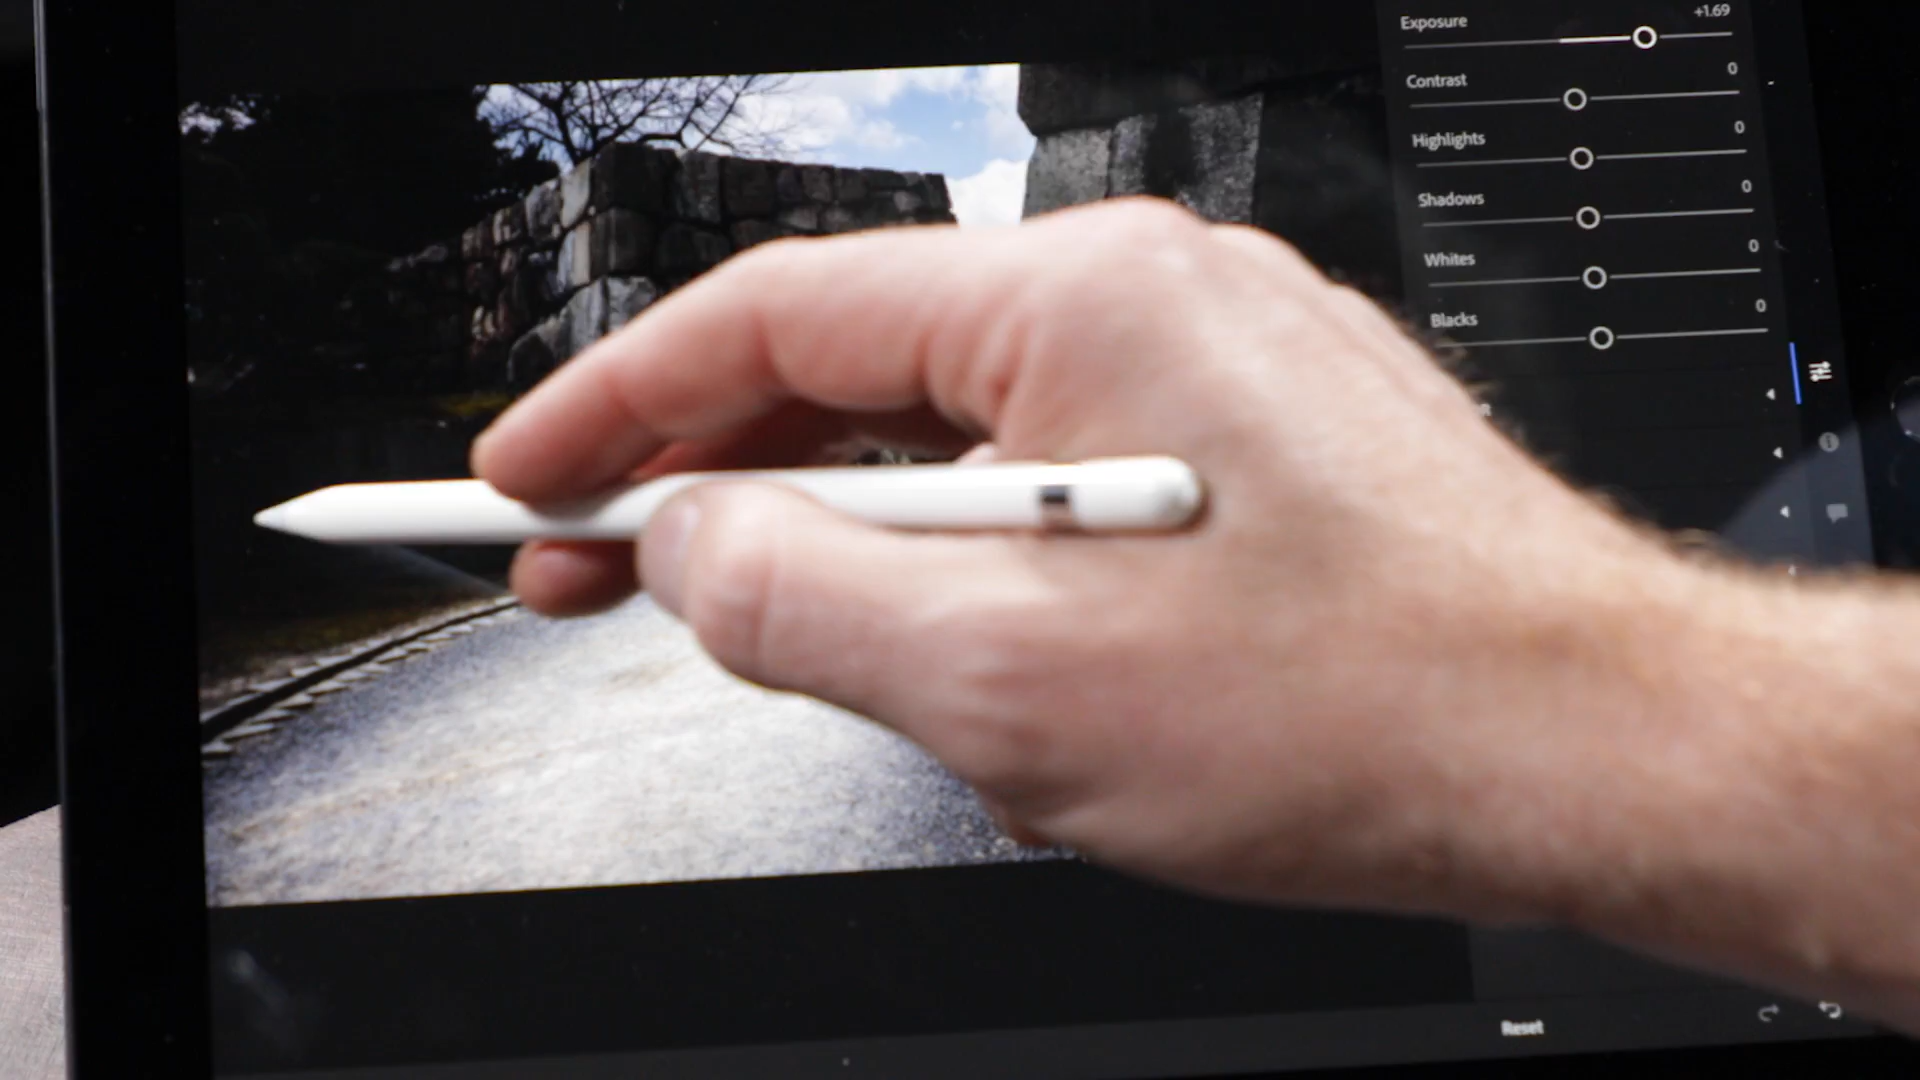 Exposure +1.69
Contrast 0
Highlights 0
Shadows 0
Whites 0
Blacks 0
R
Reset